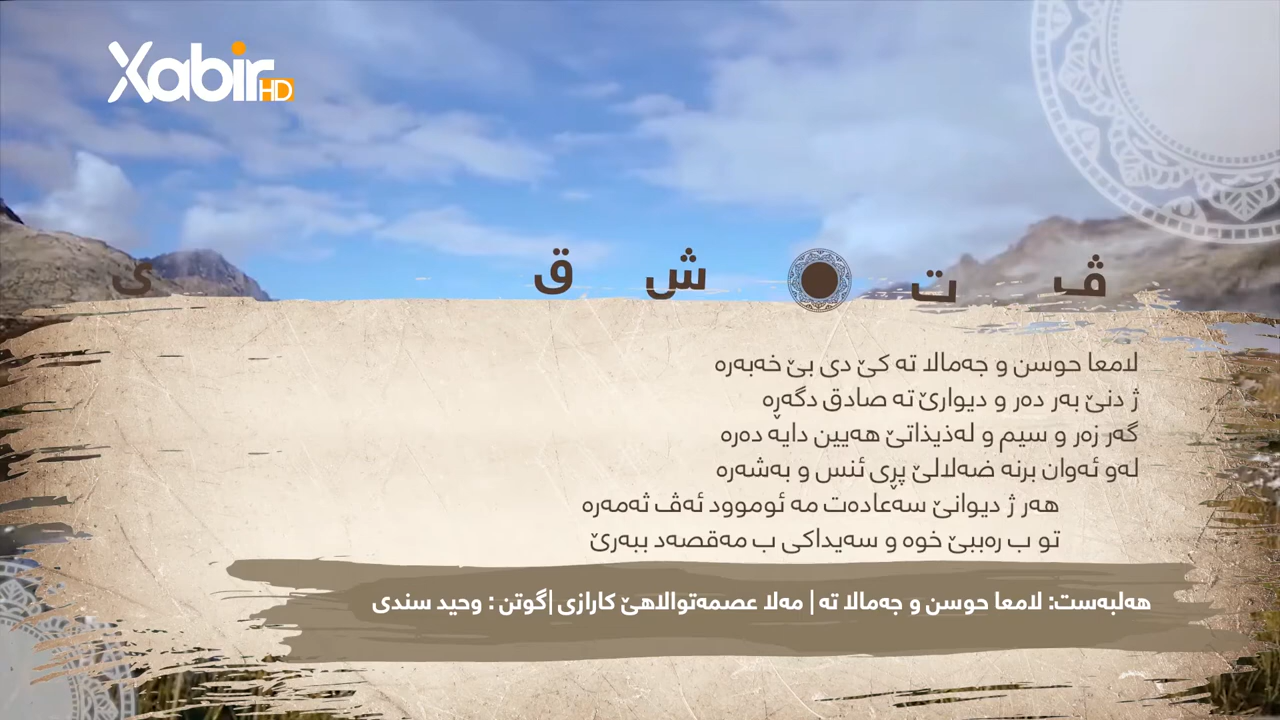 Xabir HD
ڤ ت ش ق ی
لامعا حوسن و جەمالا تە کێ دی بێ خەبەرە
ژ دنێ بەر دەر و دیوارێ تە صادق دگەڕە
گەر زەر و سیم و لەذیذاتێ هەیین دایە دەرە
لەو ئەوان برنە ضەلالێ پڕی ئنس و بەشەرە
هەر ژ دیوانێ سەعادەت مە ئوموود ئەڤ ثەمەرە
تو ب رەببێ خوە و سەیداکی ب مەقصەد ببەرێ
هەلبەست: لامعا حوسن و جەمالا تە | مەلا عصمەتوالاهێ کارازی |گوتن : وحید سندی